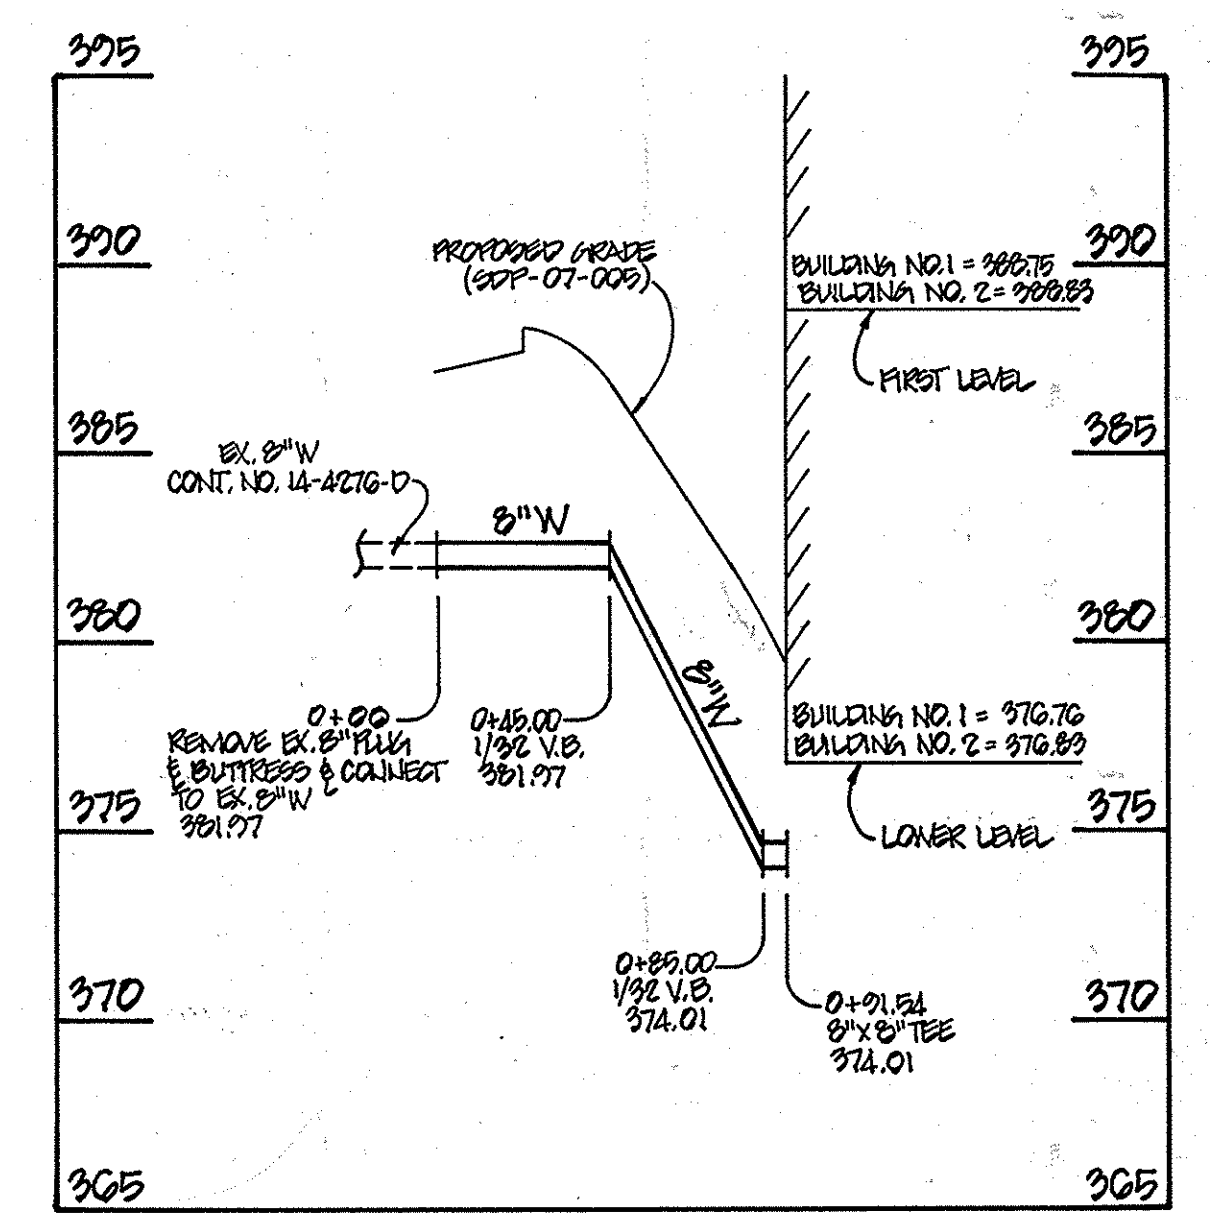 395
395
390
390
PROPOSED GRADE
(SDP-07-005)
BUILDING NO. 1 = 388.75
BUILDING NO. 2 = 388.83
FIRST LEVEL
385
385
EX. 8"W
CONT. NO. 14-4276-D
8"W
380
380
8"W
0+00
REMOVE EX. 8" PLUG
& BUTTRESS & CONNECT
TO EX. 8"W
381.97
0+45.00
1/32 V.B.
381.97
BUILDING NO. 1 = 376.76
BUILDING NO. 2 = 376.83
375
375
LOWER LEVEL
0+85.00
1/32 V.B.
374.01
370
370
0+91.54
8"X8" TEE
374.01
365
365